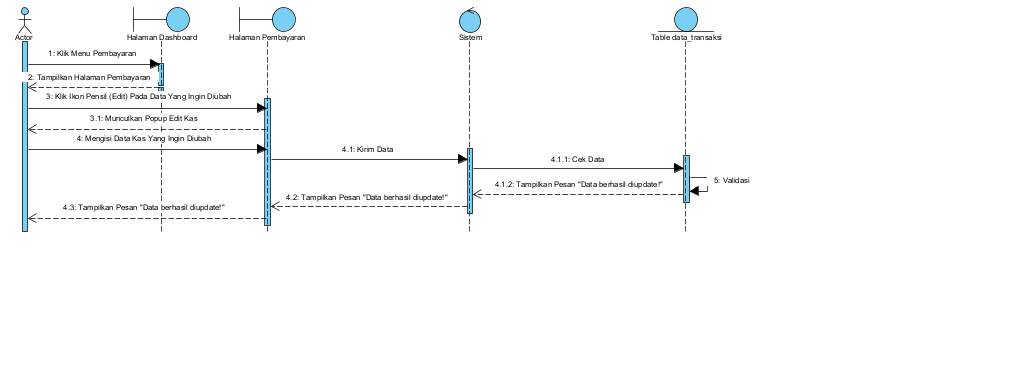 Actor
Halaman Dashboard
Halaman Pembayaran
Sistem
Table data_transaksi
1: Klik Menu Pembayaran
2: Tampilkan Halaman Pembayaran
3: Klik Ikon Pensil (Edit) Pada Data Yang Ingin Diubah
3.1: Munculkan Popup Edit Kas
4: Mengisi Data Kas Yang Ingin Diubah
4.1: Kirim Data
4.1.1: Cek Data
5: Validasi
4.1.2: Tampilkan Pesan "Data berhasil diupdate!"
4.2: Tampilkan Pesan "Data berhasil diupdate!"
4.3: Tampilkan Pesan "Data berhasil diupdate!"